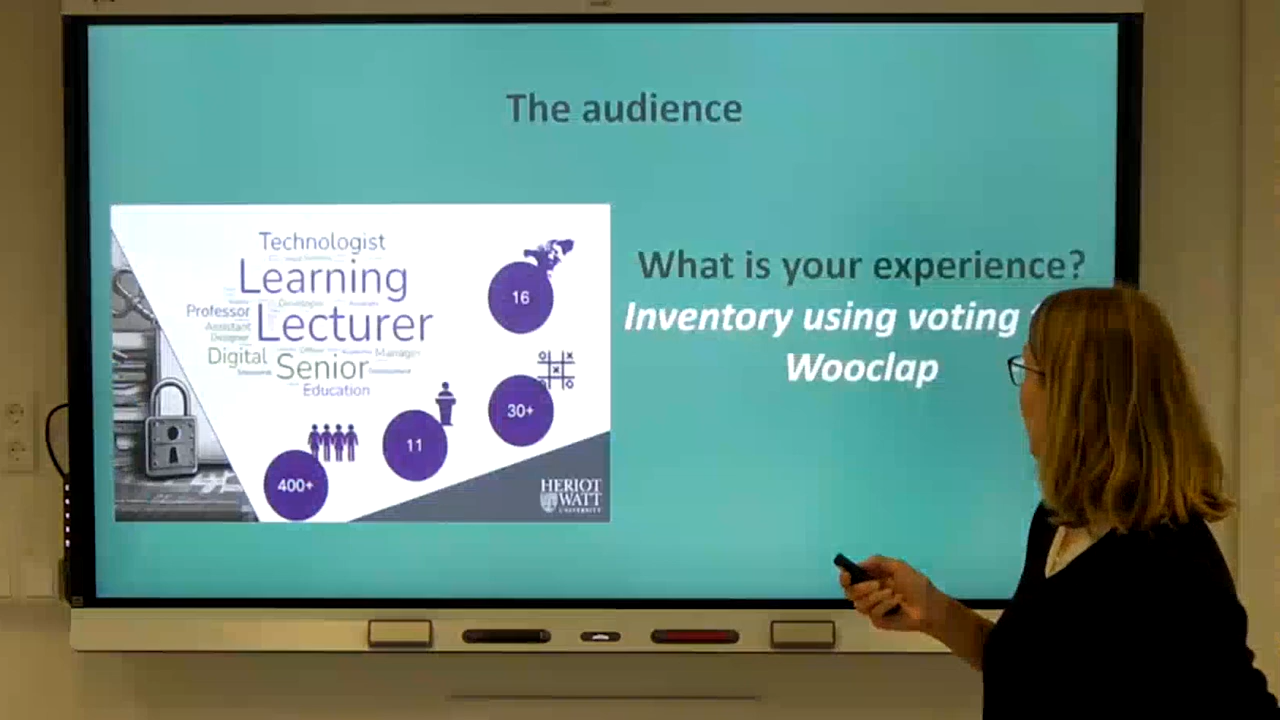 The audience
Technologist
Learning
Professor
Lecturer
Assistant
Designer
Digital
Senior
Manager
Education
16
30+
11
400+
HERIOT
WATT
UNIVERSITY
What is your experience?
Inventory using voting
Wooclap